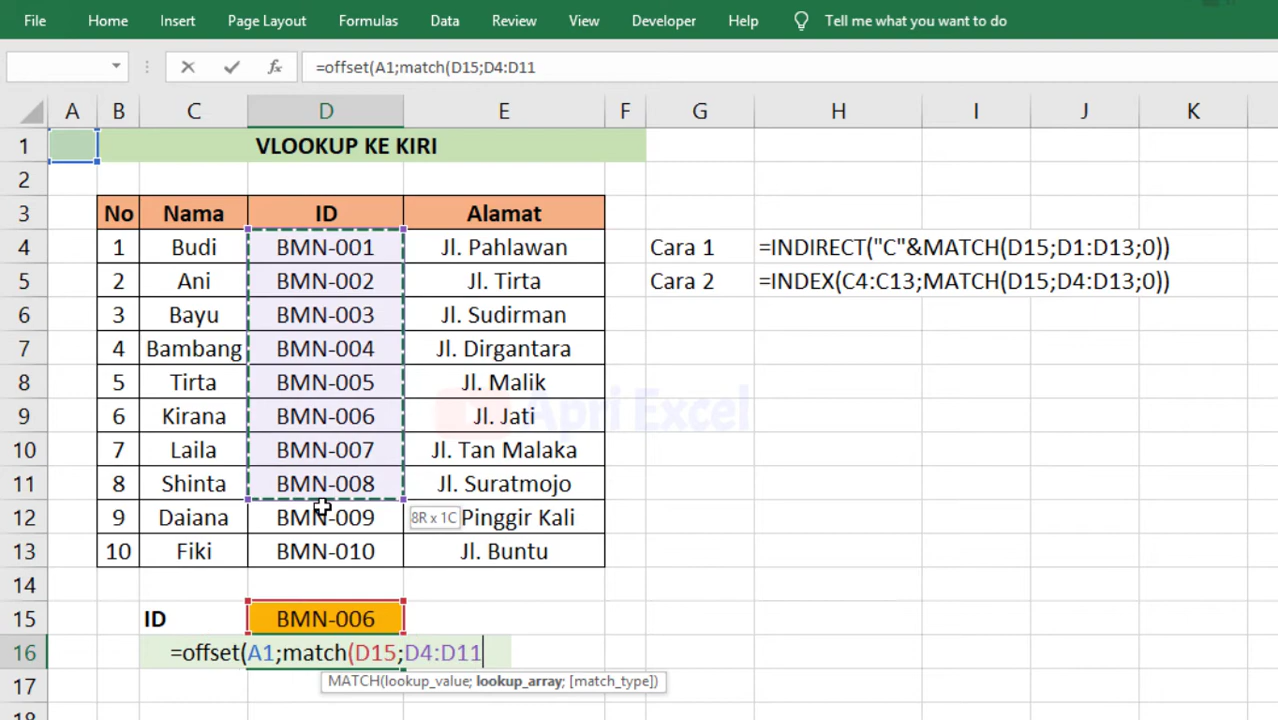 File Home Insert Page Layout Formulas Data Review View Developer Help Tell me what you want to do
=offset(A1;match(D15;D4:D11
A B C D E F G H I J K
1 VLOOKUP KE KIRI
2
3 No Nama ID Alamat
4 1 Budi BMN-001 Jl. Pahlawan Cara 1 =INDIRECT("C"&MATCH(D15;D1:D13;0))
5 2 Ani BMN-002 Jl. Tirta Cara 2 =INDEX(C4:C13;MATCH(D15;D4:D13;0))
6 3 Bayu BMN-003 Jl. Sudirman
7 4 Bambang BMN-004 Jl. Dirgantara
8 5 Tirta BMN-005 Jl. Malik
9 6 Kirana BMN-006 Jl. Jati
Apri Excel
10 7 Laila BMN-007 Jl. Tan Malaka
11 8 Shinta BMN-008 Jl. Suratmojo
12 9 Daiana BMN-009 8R x 1C Pinggir Kali
13 10 Fiki BMN-010 Jl. Buntu
14
15 ID BMN-006
16 =offset(A1;match(D15;D4:D11
17 MATCH(lookup_value; lookup_array; [match_type])
18